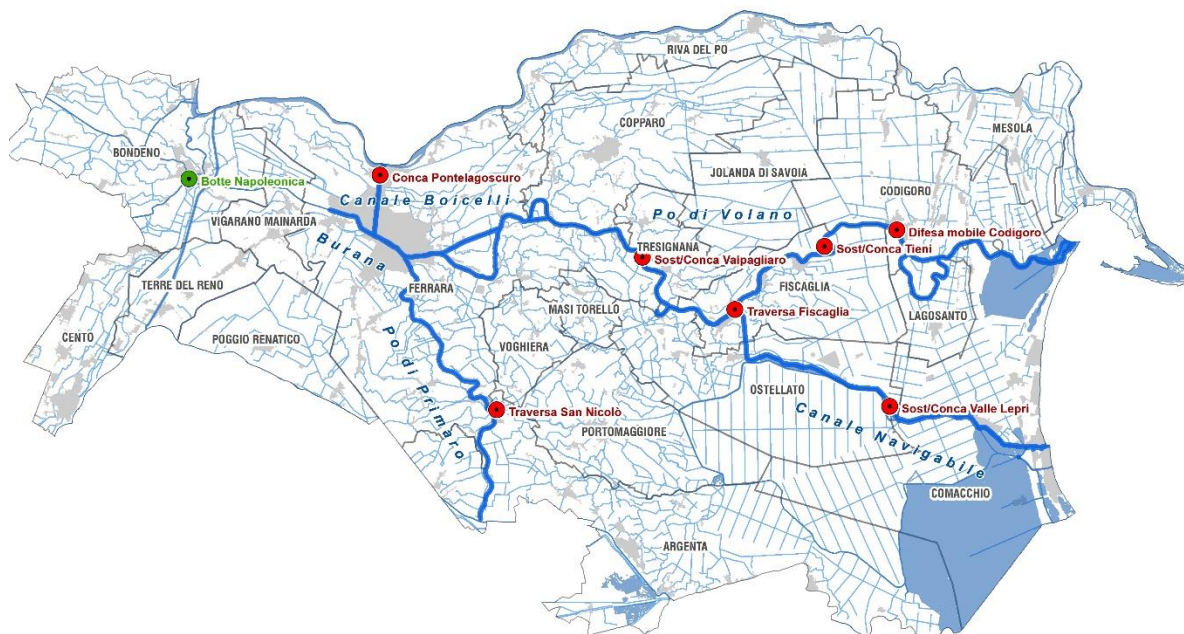 RIVA DEL PO
COPPARO
MESOLA
BONDENO
Botte Napoleonica
Conca Pontelagoscuro
JOLANDA DI SAVOIA
CODIGORO
Canale Boicelli
VIGARANO MAINARDA
Po di Volano
Difesa mobile Codigoro
TRESIGNANA
Sost/Conca Tieni
Burana
Sost/Conca Valpagliaro
TERRE DEL RENO
FERRARA
FISCAGLIA
MASI TORELLO
Traversa Fiscaglia
LAGOSANTO
CENTO
POGGIO RENATICO
VOGHIERA
Po di Primaro
OSTELLATO
Traversa San Nicolò
Sost/Conca Valle Lepri
PORTOMAGGIORE
Canale Navigabile
COMACCHIO
ARGENTA